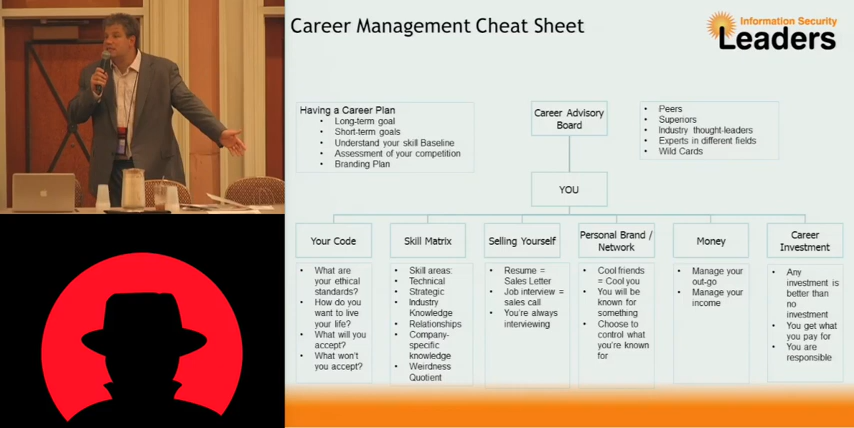 Career Management Cheat Sheet
Information Security
Leaders
Having a Career Plan
• Long-term goal
• Short-term goals
• Understand your skill Baseline
• Assessment of your competition
• Branding Plan
Career Advisory
Board
• Peers
• Superiors
• Industry thought-leaders
• Experts in different fields
• Wild Cards
YOU
Your Code
• What are
your ethical
standards?
• How do you
want to live
your life?
• What will you
accept?
• What won't
you accept?
Skill Matrix
• Skill areas:
• Technical
• Strategic
• Industry
Knowledge
• Relationships
• Company-
specific
knowledge
• Weirdness
Quotient
Selling Yourself
• Resume =
Sales Letter
• Job interview =
sales call
• You're always
interviewing
Personal Brand /
Network
• Cool friends
= Cool you
• You will be
known for
something
• Choose to
control what
you're known
for
Money
• Manage your
out-go
• Manage your
income
Career
Investment
• Any
investment is
better than
no
investment
• You get what
you pay for
• You are
responsible